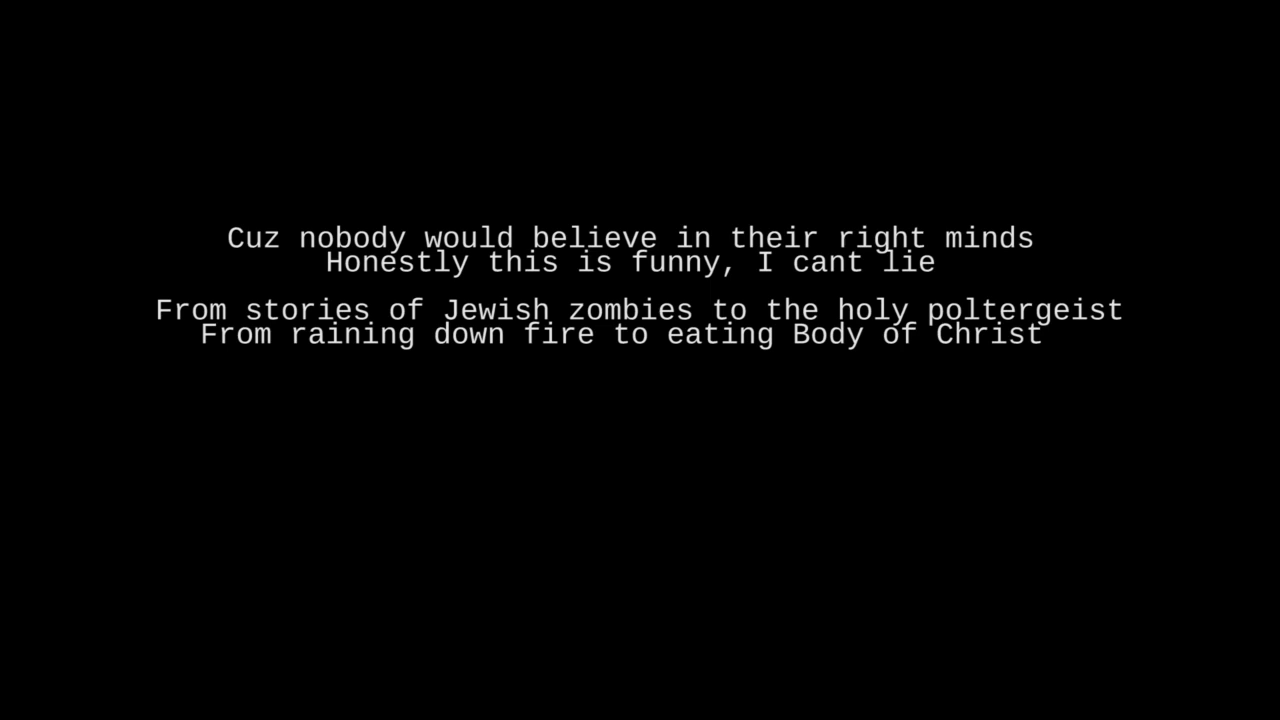 Cuz nobody would believe in their right minds
Honestly this is funny, I cant lie
From stories of Jewish zombies to the holy poltergeist
From raining down fire to eating Body of Christ